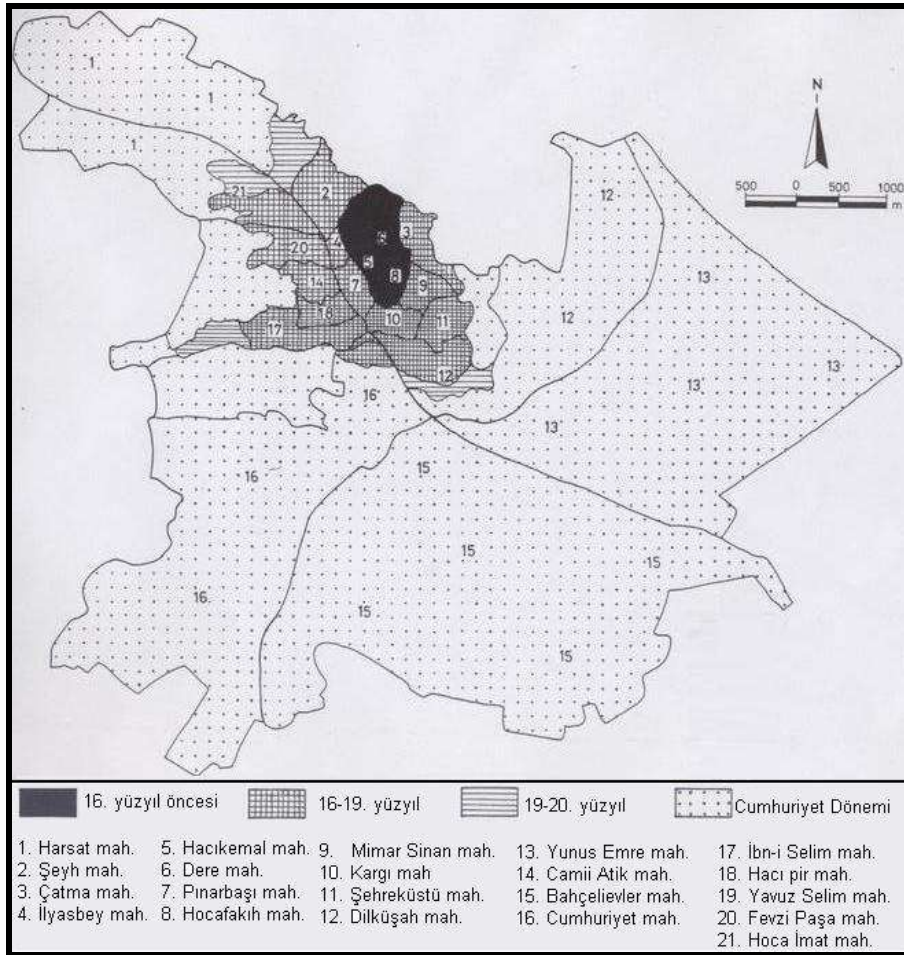 N
500 0 500 1000
m
1
1
1
21
2
3
4
6
5
8
20
14
7
9
18
10
11
17
12
12
12
13
13
13
13
16
16
16
15
15
15
15
15
16. yüzyıl öncesi 16-19. yüzyıl 19-20. yüzyıl Cumhuriyet Dönemi
1. Harsat mah.
2. Şeyh mah.
3. Çatma mah.
4. İlyasbey mah.
5. Hacıkemal mah.
6. Dere mah.
7. Pınarbaşı mah.
8. Hocafakıh mah.
9. Mimar Sinan mah.
10. Kargı mah
11. Şehreküstü mah.
12. Dilküşah mah.
13. Yunus Emre mah.
14. Camii Atik mah.
15. Bahçelievler mah.
16. Cumhuriyet mah.
17. İbn-i Selim mah.
18. Hacı pir mah.
19. Yavuz Selim mah.
20. Fevzi Paşa mah.
21. Hoca İmat mah.